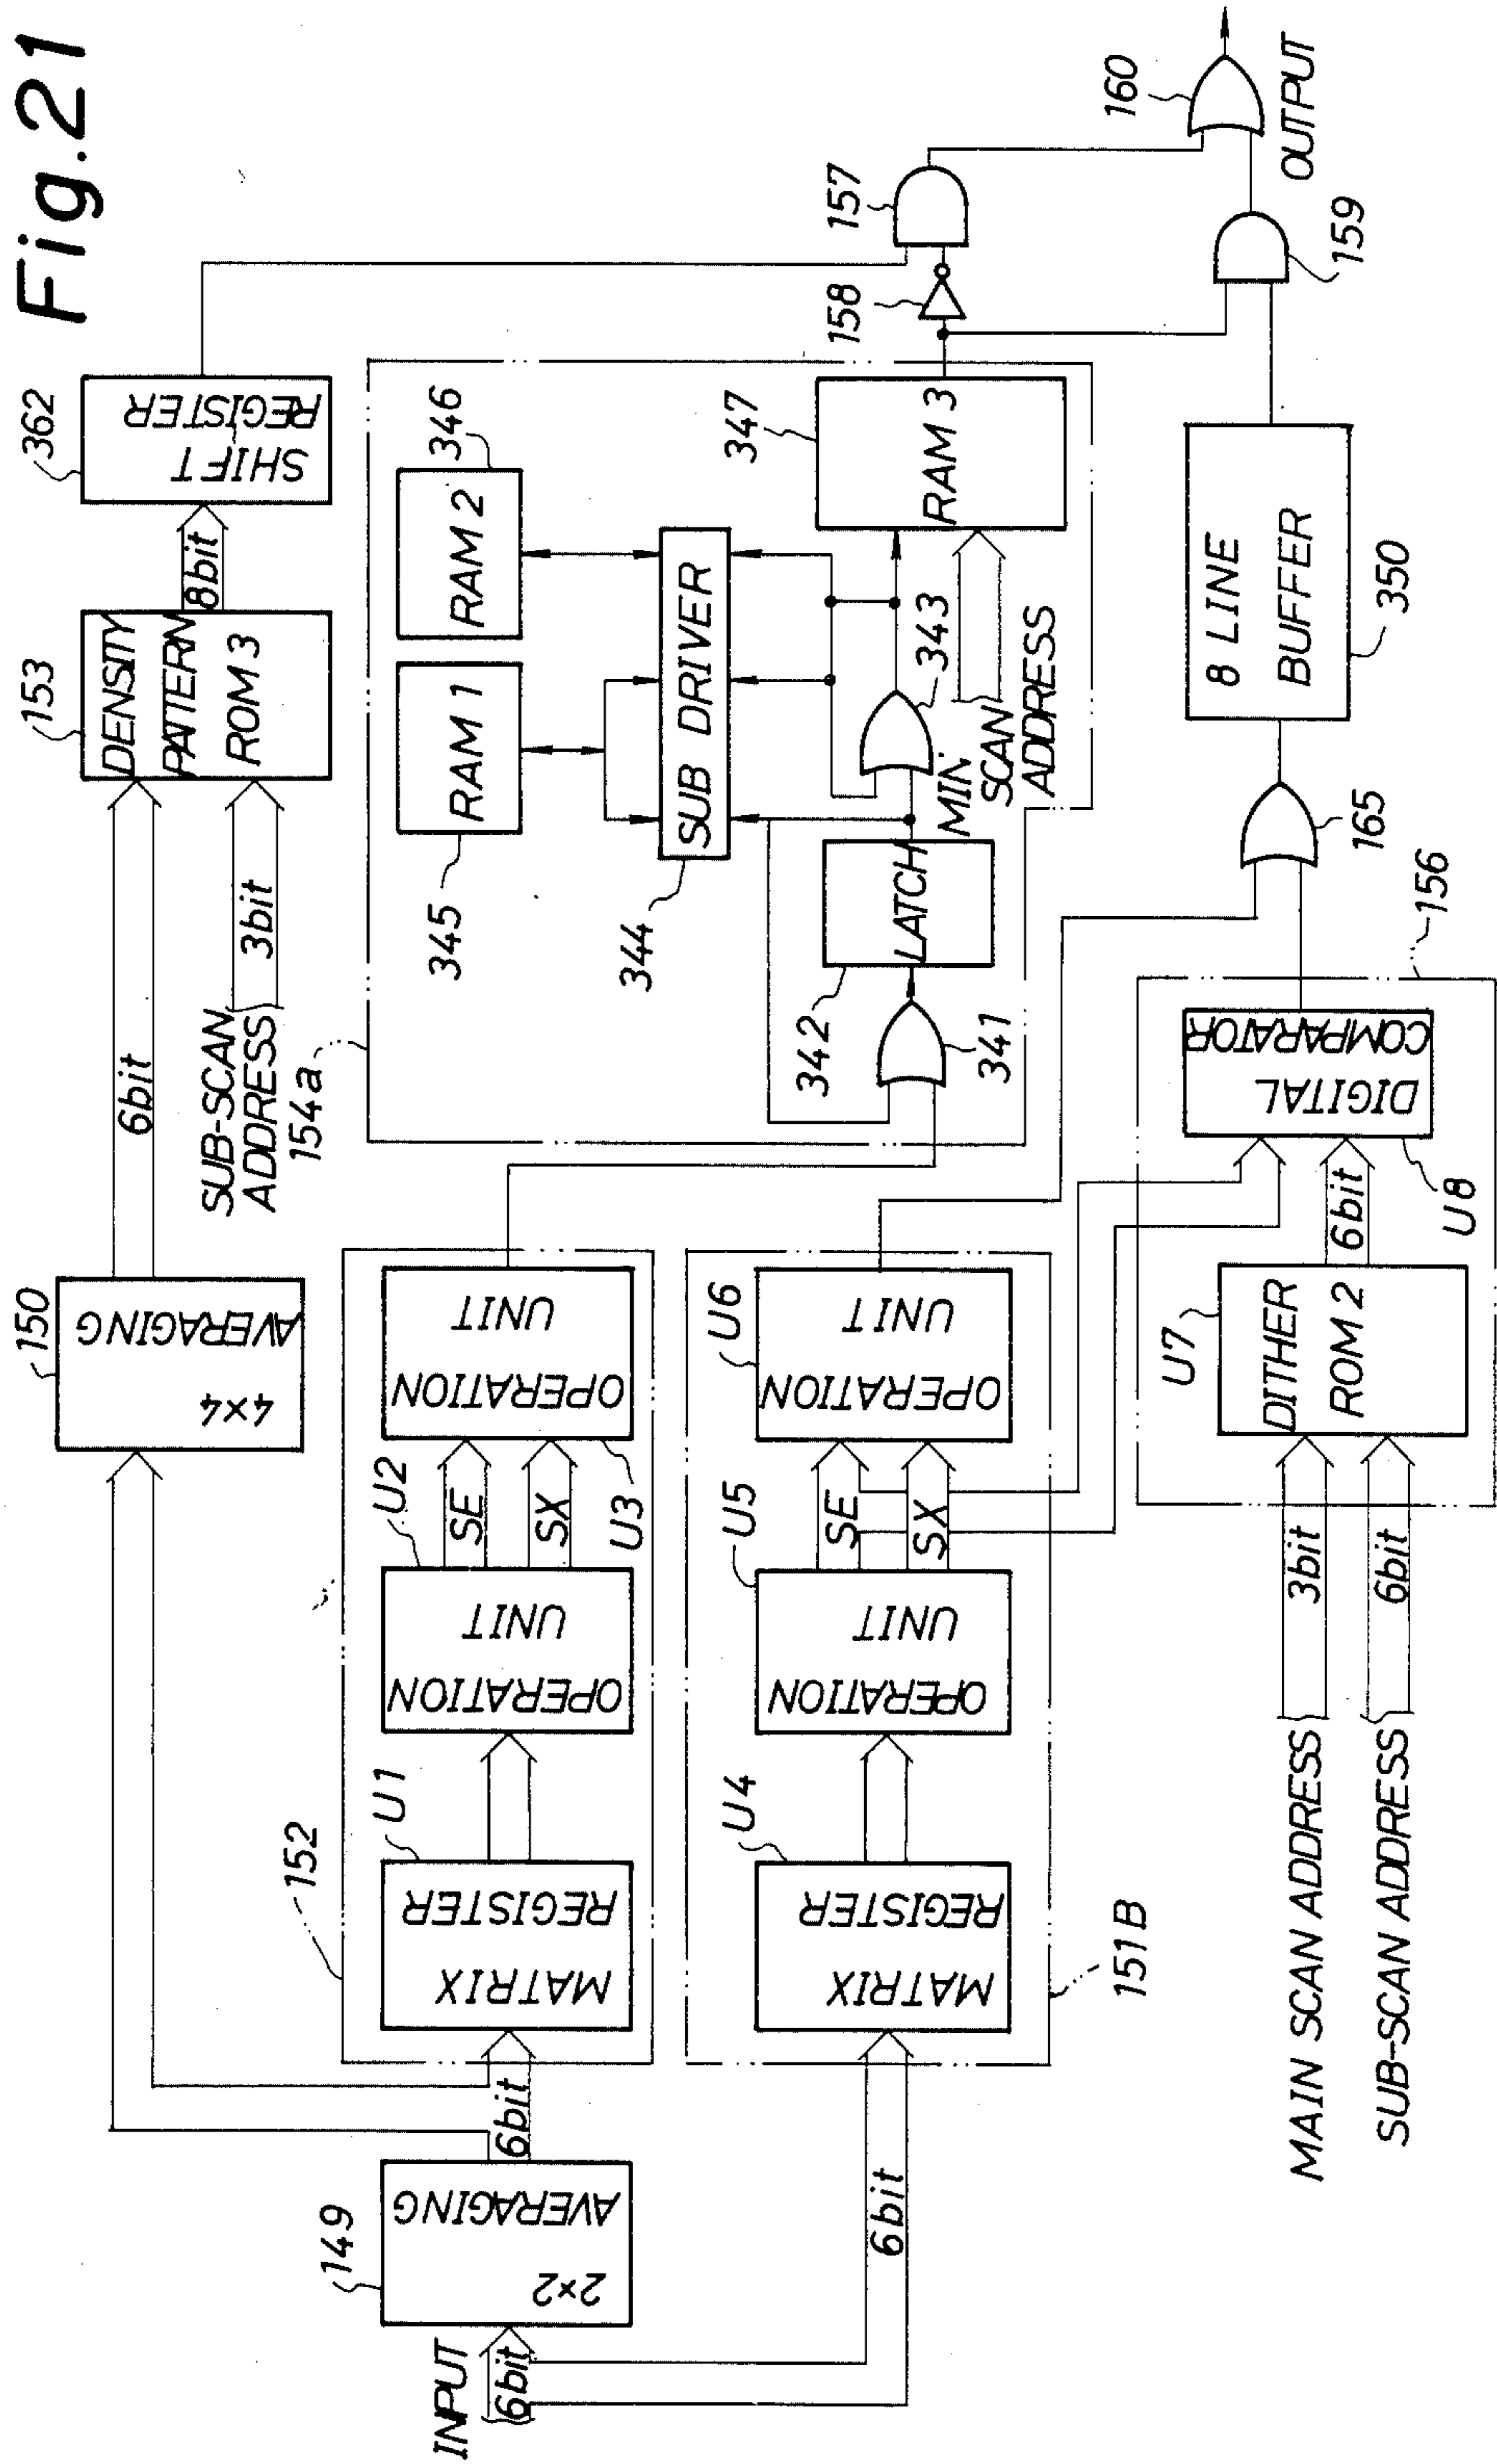 Fig.21
INPUT
6bit
149
2×2
AVERAGING
6bit
150
4×4
AVERAGING
6bit
SUB-SCAN
ADDRESS
3bit
153
DENSITY
PATTERN
ROM 3
8bit
362
SHIFT
REGISTER
152
U1
MATRIX
REGISTER
U2
OPERATION
UNIT
SE
SX
U3
OPERATION
UNIT
154a
345
RAM 1
346
RAM 2
344
SUB DRIVER
341
342
LATCH
343
MIN
SCAN
ADDRESS
347
RAM 3
158
157
160
OUTPUT
159
6bit
151B
U4
MATRIX
REGISTER
U5
OPERATION
UNIT
SE
SX
U6
OPERATION
UNIT
165
8 LINE
BUFFER
350
MAIN SCAN ADDRESS
3bit
SUB-SCAN ADDRESS
6bit
U7
DITHER
ROM 2
6bit
U8
DIGITAL
COMPARATOR
156